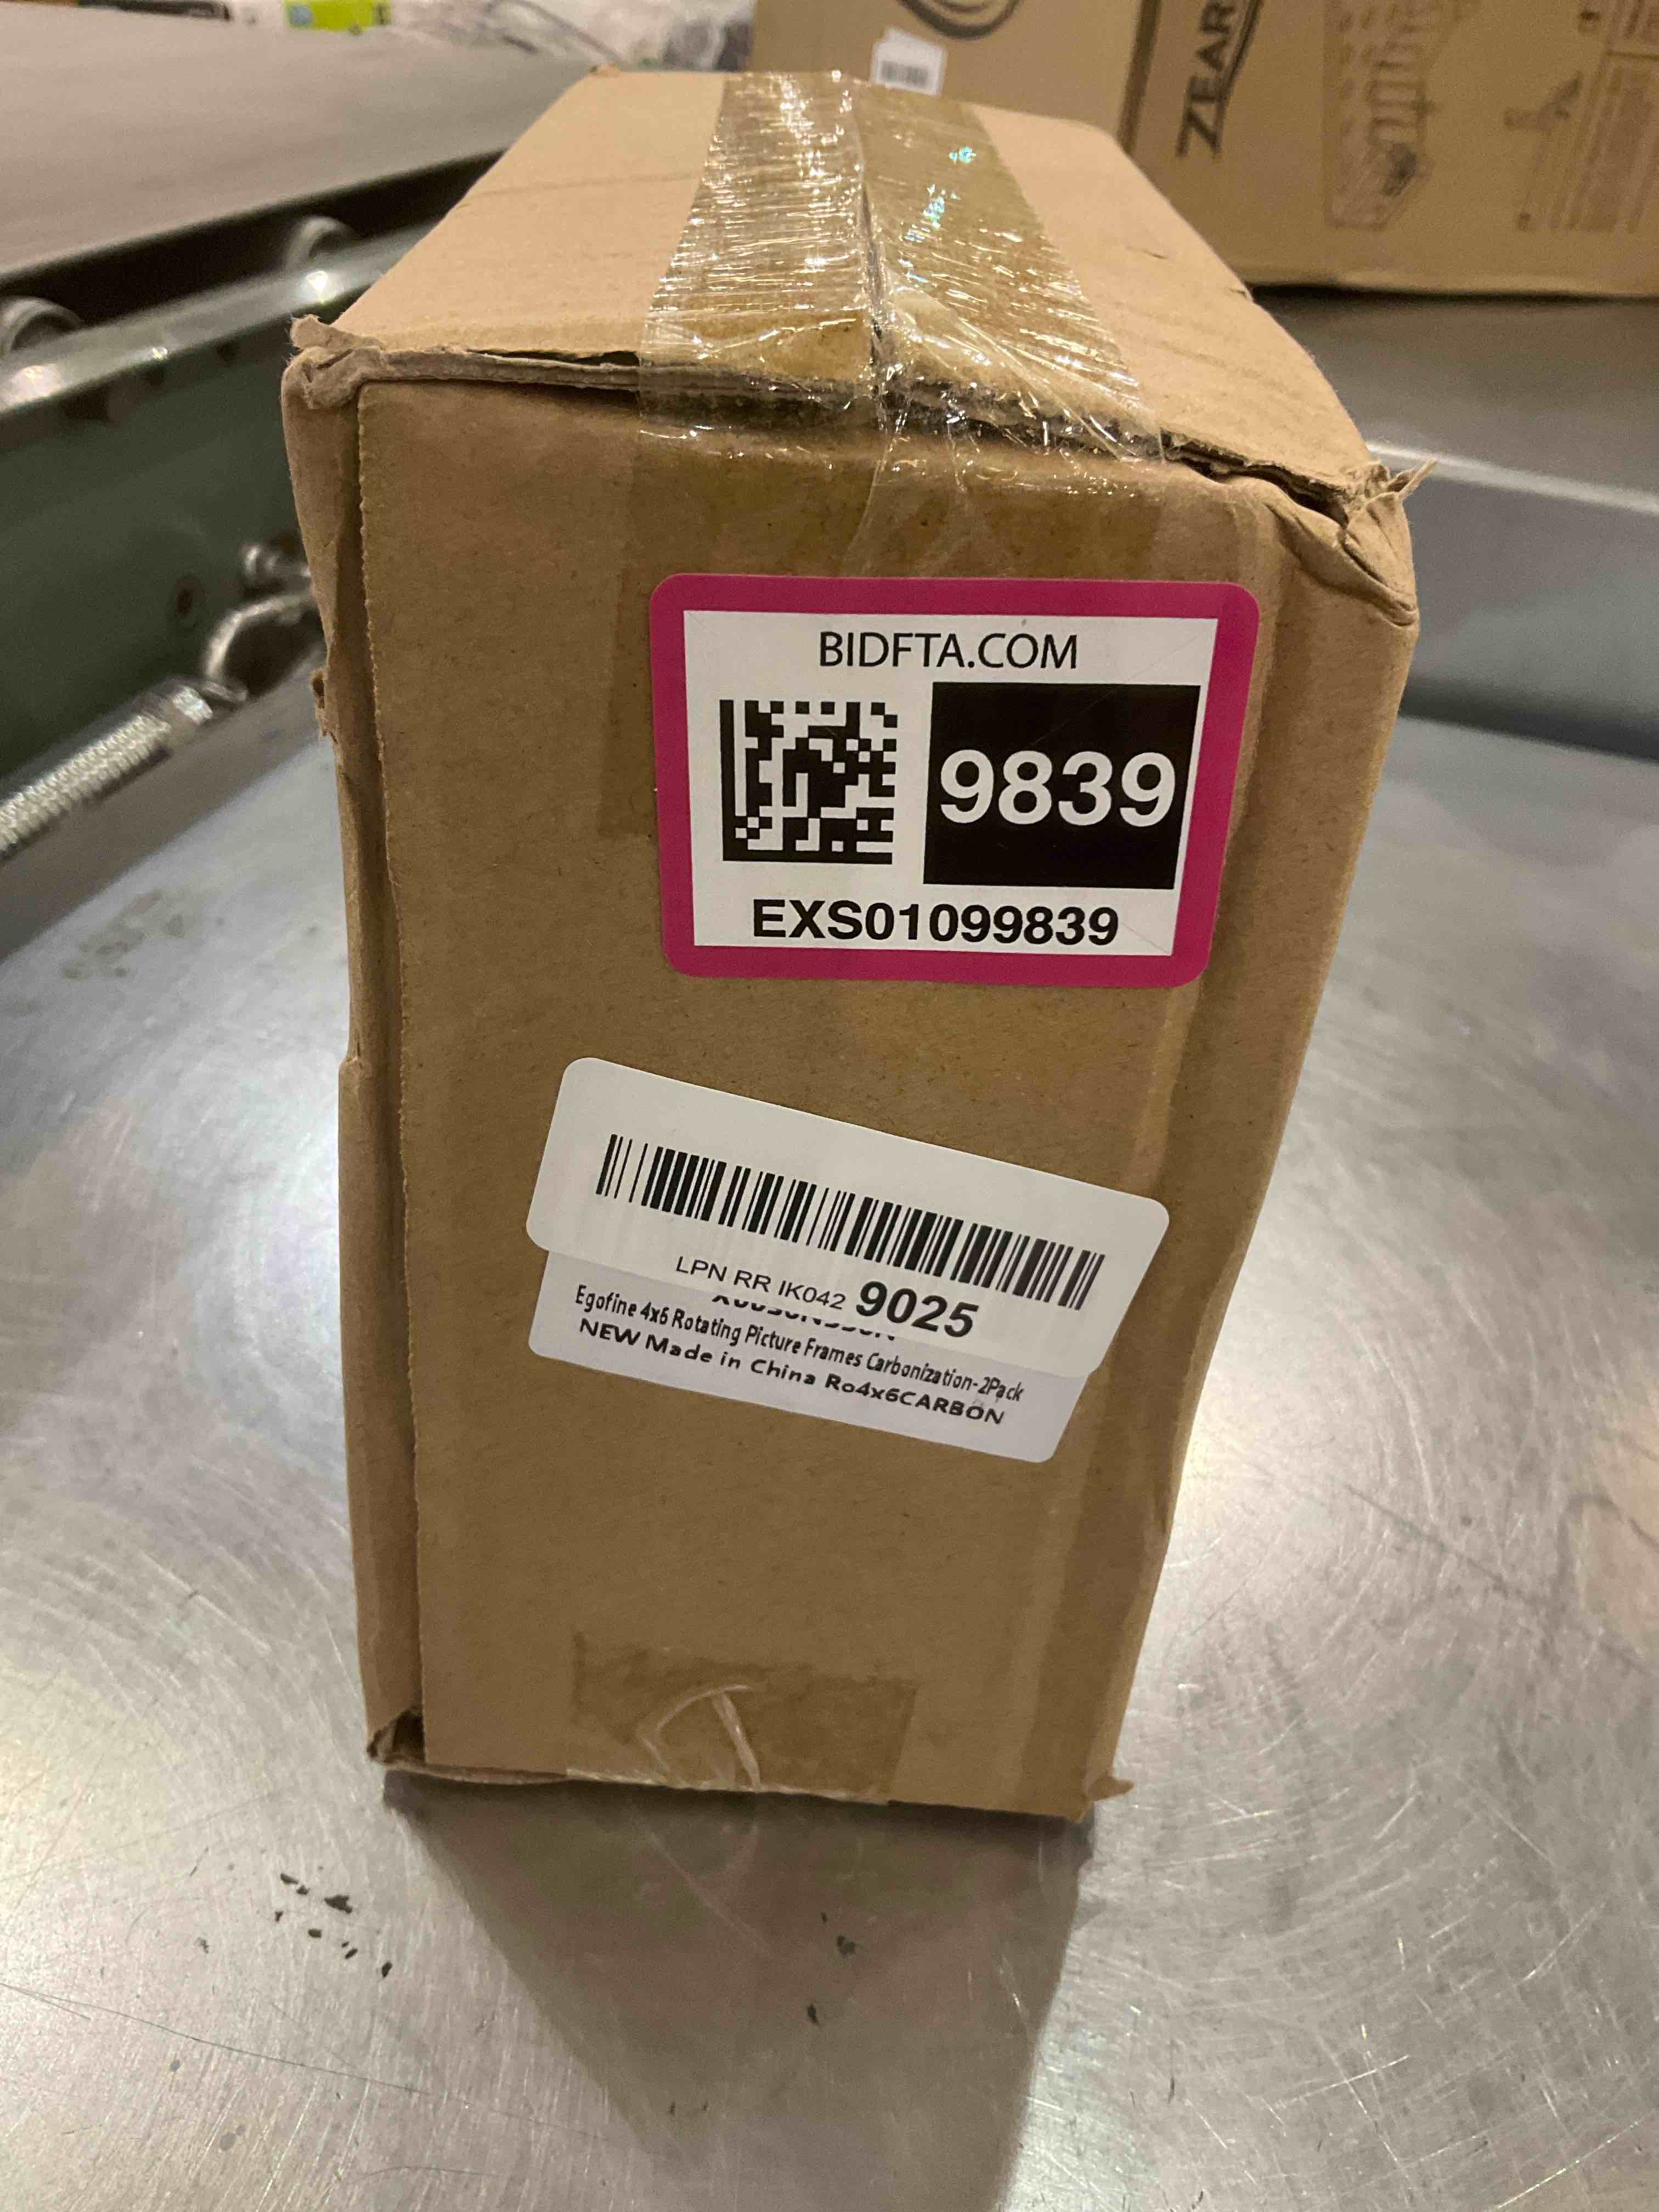 ZEAR
BIDFTA.COM
9839
EXS01099839
LPN RR IK042 9025
Egofine 4x6 Rotating Picture Frames Carbonization-2Pack
NEW Made in China Ro4x6CARBON